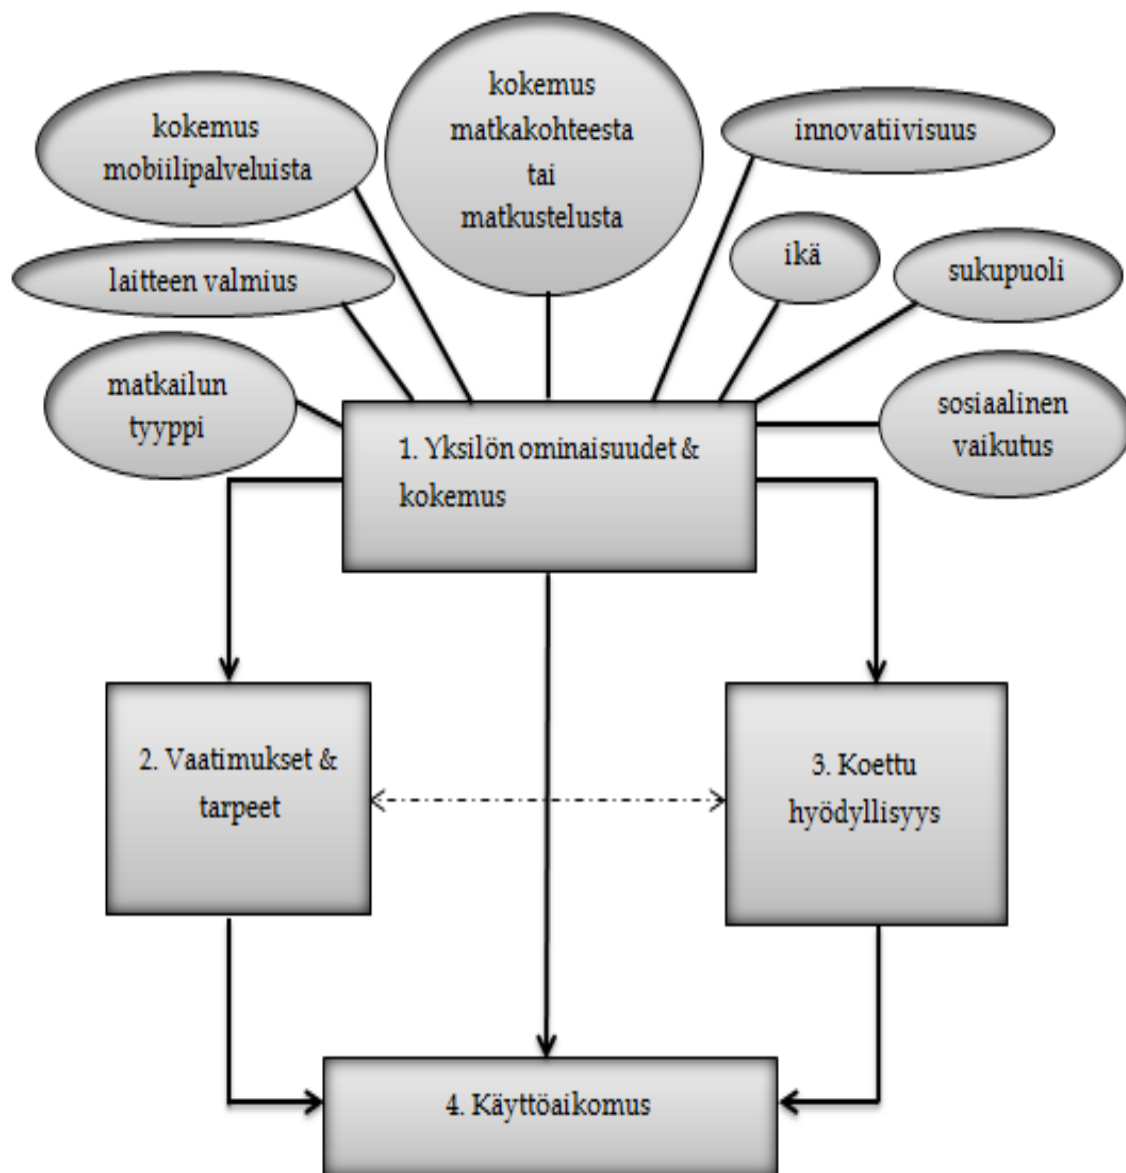 kokemus
mobiilipalveluista
kokemus
matkakohteesta
tai
matkustelusta
innovatiivisuus
ikä
sukupuoli
laitteen valmius
matkailun
tyyppi
sosiaalinen
vaikutus
1. Yksilön ominaisuudet &
kokemus
2. Vaatimukset &
tarpeet
3. Koettu
hyödyllisyys
4. Käyttöaikomus